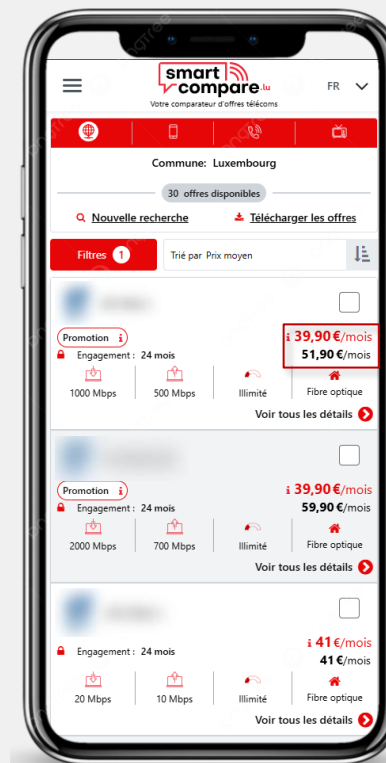 smart
compare.lu
Votre comparateur d'offres télécoms
FR
Commune: Luxembourg
30 offres disponibles
Nouvelle recherche
Télécharger les offres
Filtres 1
Trié par Prix moyen
Promotion i
i 39,90 €/mois
Engagement : 24 mois
51,90 €/mois
1000 Mbps
500 Mbps
Illimité
Fibre optique
Voir tous les détails
Promotion i
i 39,90 €/mois
Engagement : 24 mois
59,90 €/mois
2000 Mbps
700 Mbps
Illimité
Fibre optique
Voir tous les détails
i 41 €/mois
Engagement : 24 mois
41 €/mois
20 Mbps
10 Mbps
Illimité
Fibre optique
Voir tous les détails